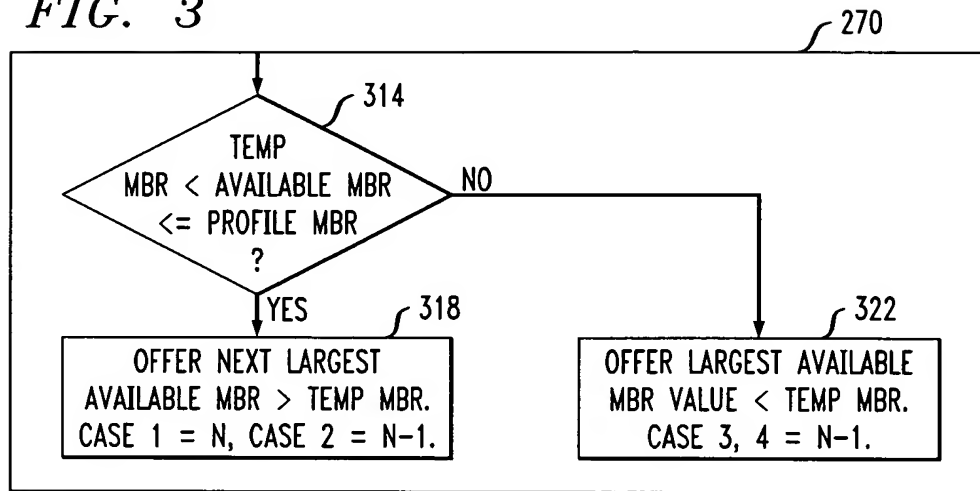 FIG. 3
270
314
TEMP
MBR < AVAILABLE MBR
<= PROFILE MBR
?
NO
YES
318
322
OFFER NEXT LARGEST
AVAILABLE MBR > TEMP MBR.
CASE 1 = N, CASE 2 = N-1.
OFFER LARGEST AVAILABLE
MBR VALUE < TEMP MBR.
CASE 3, 4 = N-1.